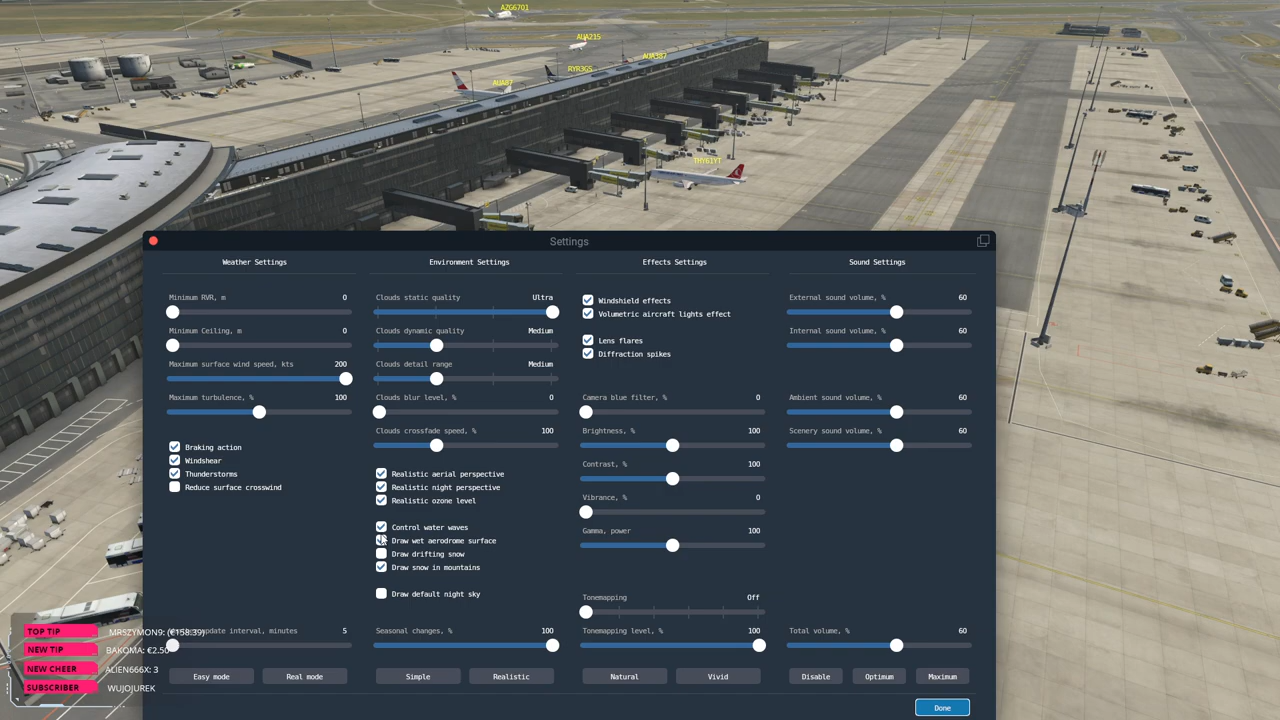 AZG6701
AUA21S
AUA387
RYR3GS
AUA87
THY61YT
Settings
Weather Settings
Minimum RVR, m 0
Minimum Ceiling, m 0
Maximum surface wind speed, kts 200
Maximum turbulence, % 100
Braking action
Windshear
Thunderstorms
Reduce surface crosswind
update interval, minutes 5
Easy mode Real mode
Environment Settings
Clouds static quality Ultra
Clouds dynamic quality Medium
Clouds detail range Medium
Clouds blur level, % 0
Clouds crossfade speed, % 100
Realistic aerial perspective
Realistic night perspective
Realistic ozone level
Control water waves
Draw wet aerodrome surface
Draw drifting snow
Draw snow in mountains
Draw default night sky
Seasonal changes, % 100
Simple Realistic
Effects Settings
Windshield effects
Volumetric aircraft lights effect
Lens flares
Diffraction spikes
Camera blue filter, % 0
Brightness, % 100
Contrast, % 100
Vibrance, % 0
Gamma, power 100
Tonemapping Off
Tonemapping level, % 100
Natural Vivid
Sound Settings
External sound volume, % 60
Internal sound volume, % 60
Ambient sound volume, % 60
Scenery sound volume, % 60
Total volume, % 60
Disable Optimum Maximum
Done
TOP TIP MRSZYMON9: (€158.39)
NEW TIP BAKOMA: €2.50
NEW CHEER ALIEN666X: 3
SUBSCRIBER WUJOJUREK